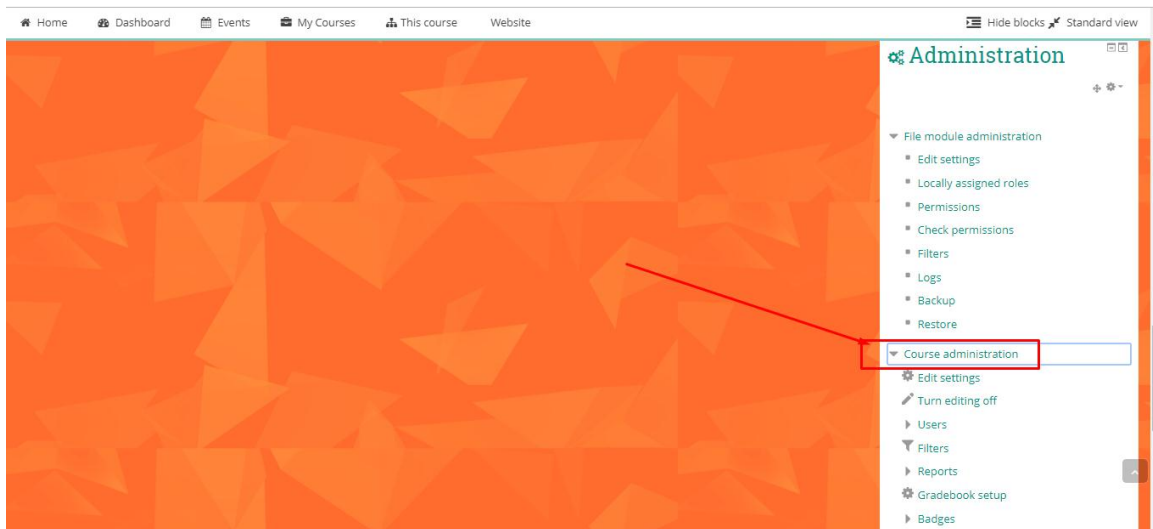 Home Dashboard Events My Courses This course Website Hide blocks Standard view
Administration
File module administration
Edit settings
Locally assigned roles
Permissions
Check permissions
Filters
Logs
Backup
Restore
Course administration
Edit settings
Turn editing off
Users
Filters
Reports
Gradebook setup
Badges